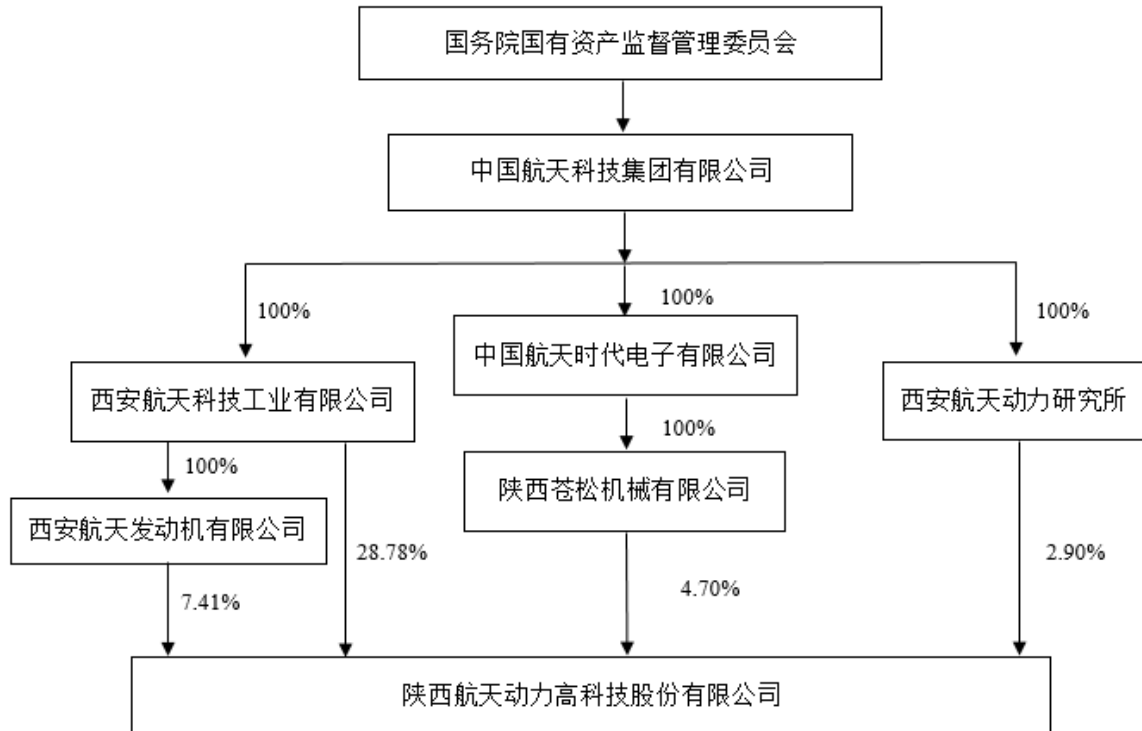 国务院国有资产监督管理委员会
中国航天科技集团有限公司
100%
100%
100%
中国航天时代电子有限公司
西安航天科技工业有限公司
西安航天动力研究所
100%
100%
陕西苍松机械有限公司
西安航天发动机有限公司
28.78%
2.90%
4.70%
7.41%
陕西航天动力高科技股份有限公司